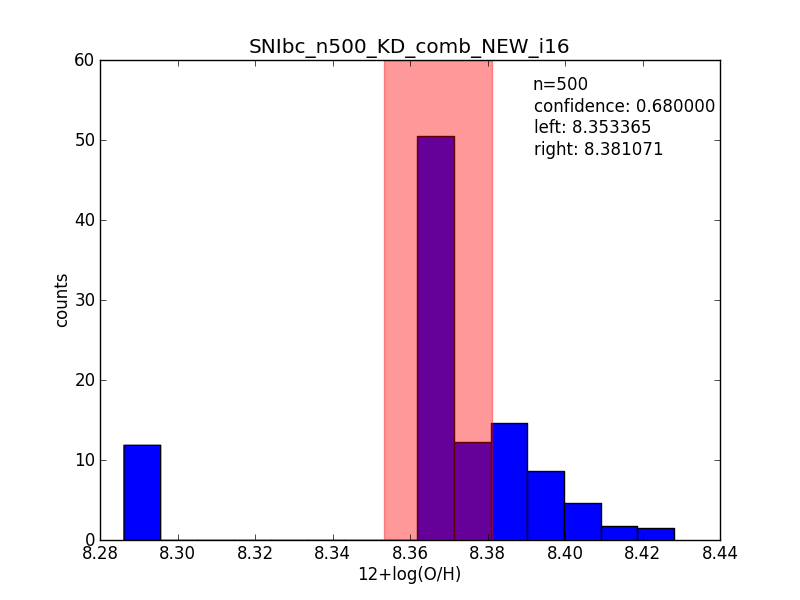 SNIbc_n500_KD_comb_NEW_i16
n=500
confidence: 0.680000
left: 8.353365
right: 8.381071
60
50
40
30
20
10
0
counts
8.28 8.30 8.32 8.34 8.36 8.38 8.40 8.42 8.44
12+log(O/H)